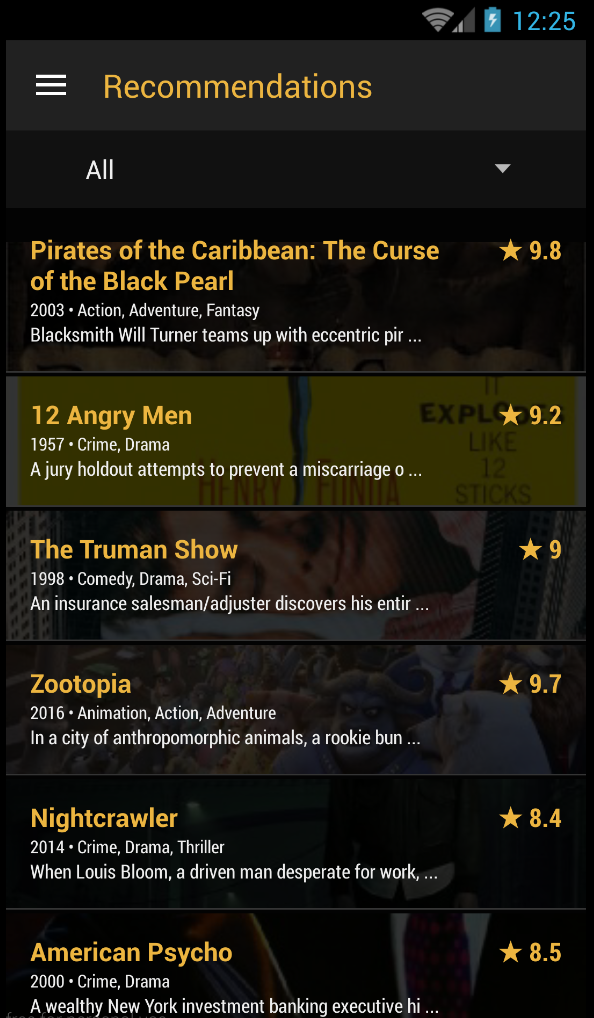 12:25
Recommendations
All
Pirates of the Caribbean: The Curse
of the Black Pearl
★ 9.8
2003 • Action, Adventure, Fantasy
Blacksmith Will Turner teams up with eccentric pir ...
IT
12 Angry Men
EXPLODES
★ 9.2
1957 • Crime, Drama
LIKE
A jury holdout attempts to prevent a miscarriage o ...
12
HENRY FONDA
STICKS
The Truman Show
★ 9
1998 • Comedy, Drama, Sci-Fi
An insurance salesman/adjuster discovers his entir ...
Zootopia
★ 9.7
2016 • Animation, Action, Adventure
In a city of anthropomorphic animals, a rookie bun ...
Nightcrawler
★ 8.4
2014 • Crime, Drama, Thriller
When Louis Bloom, a driven man desperate for work, ...
American Psycho
★ 8.5
2000 • Crime, Drama
A wealthy New York investment banking executive hi ...
free for personal use